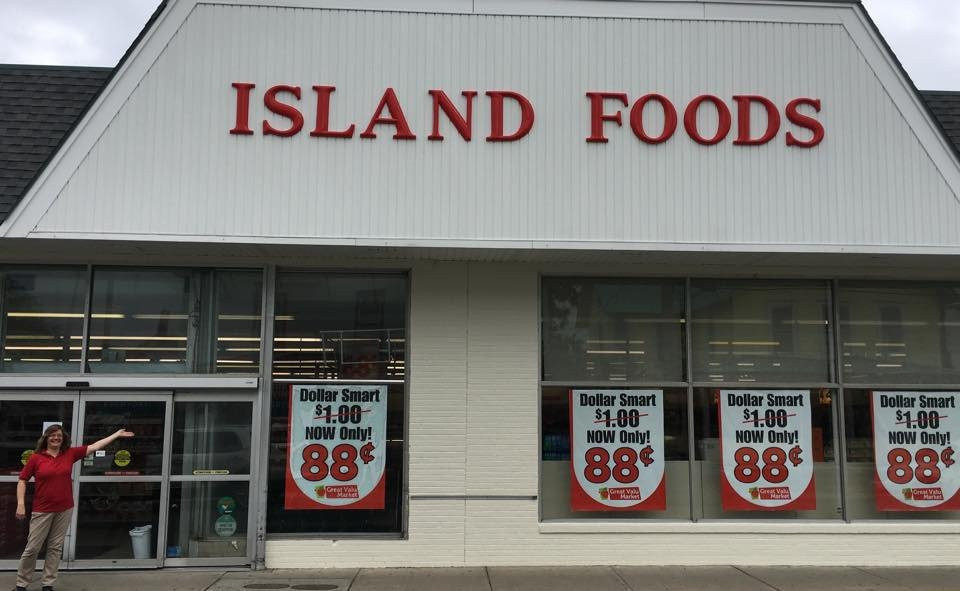 ISLAND FOODS
Dollar Smart
$1.00
NOW Only!
88¢
Great Valu
Market
Dollar Smart
$1.00
NOW Only!
88¢
Great Valu
Market
Dollar Smart
$1.00
NOW Only!
88¢
Great Valu
Market
Dollar Smart
$1.00
NOW Only!
88¢
Great Valu
Market